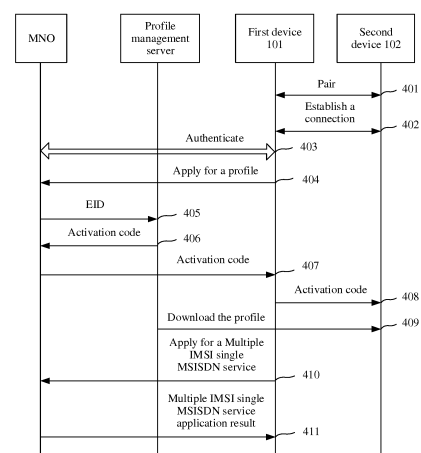 MNO
Profile
management
server
First device
101
Second
device 102
Pair
401
Establish a
connection
402
Authenticate
403
Apply for a profile
404
EID
405
Activation code
406
Activation code
407
Activation code
408
Download the profile
409
Apply for a Multiple
IMSI single
MSISDN service
410
Multiple IMSI single
MSISDN service
application result
411